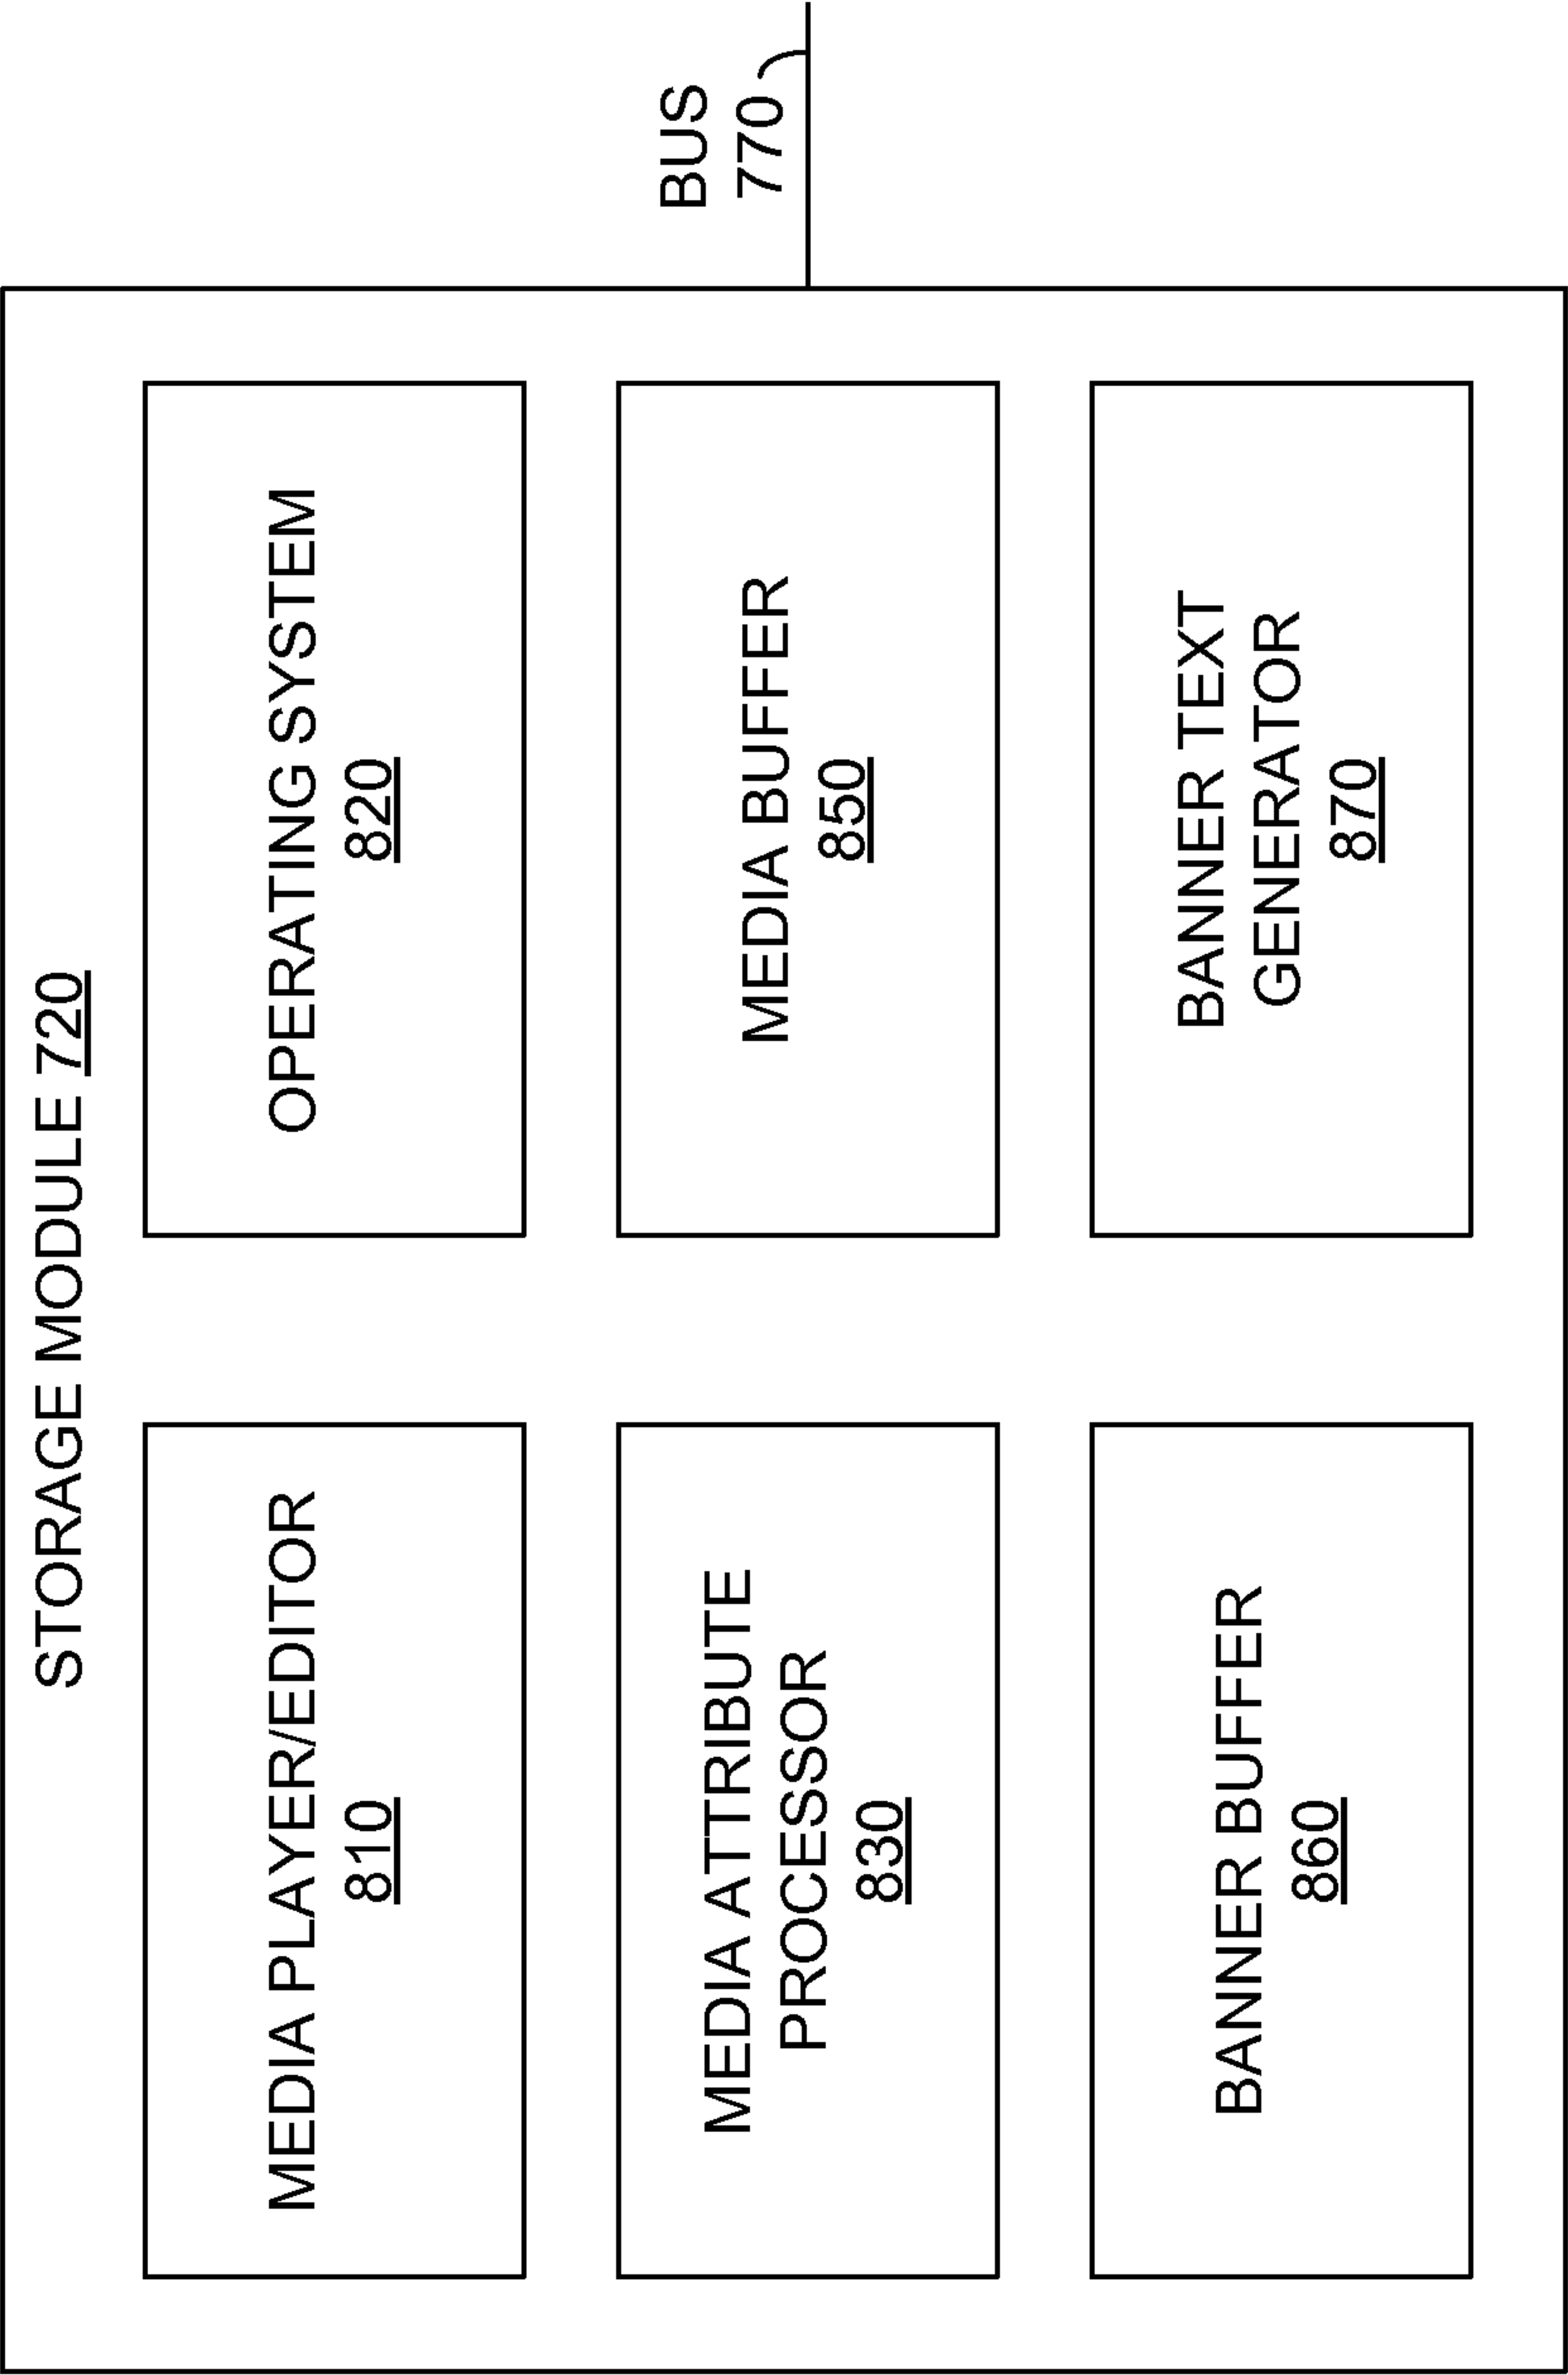 STORAGE MODULE 720
MEDIA PLAYER/EDITOR
810
OPERATING SYSTEM
820
MEDIA ATTRIBUTE
PROCESSOR
830
MEDIA BUFFER
850
BANNER BUFFER
860
BANNER TEXT
GENERATOR
870
BUS
770